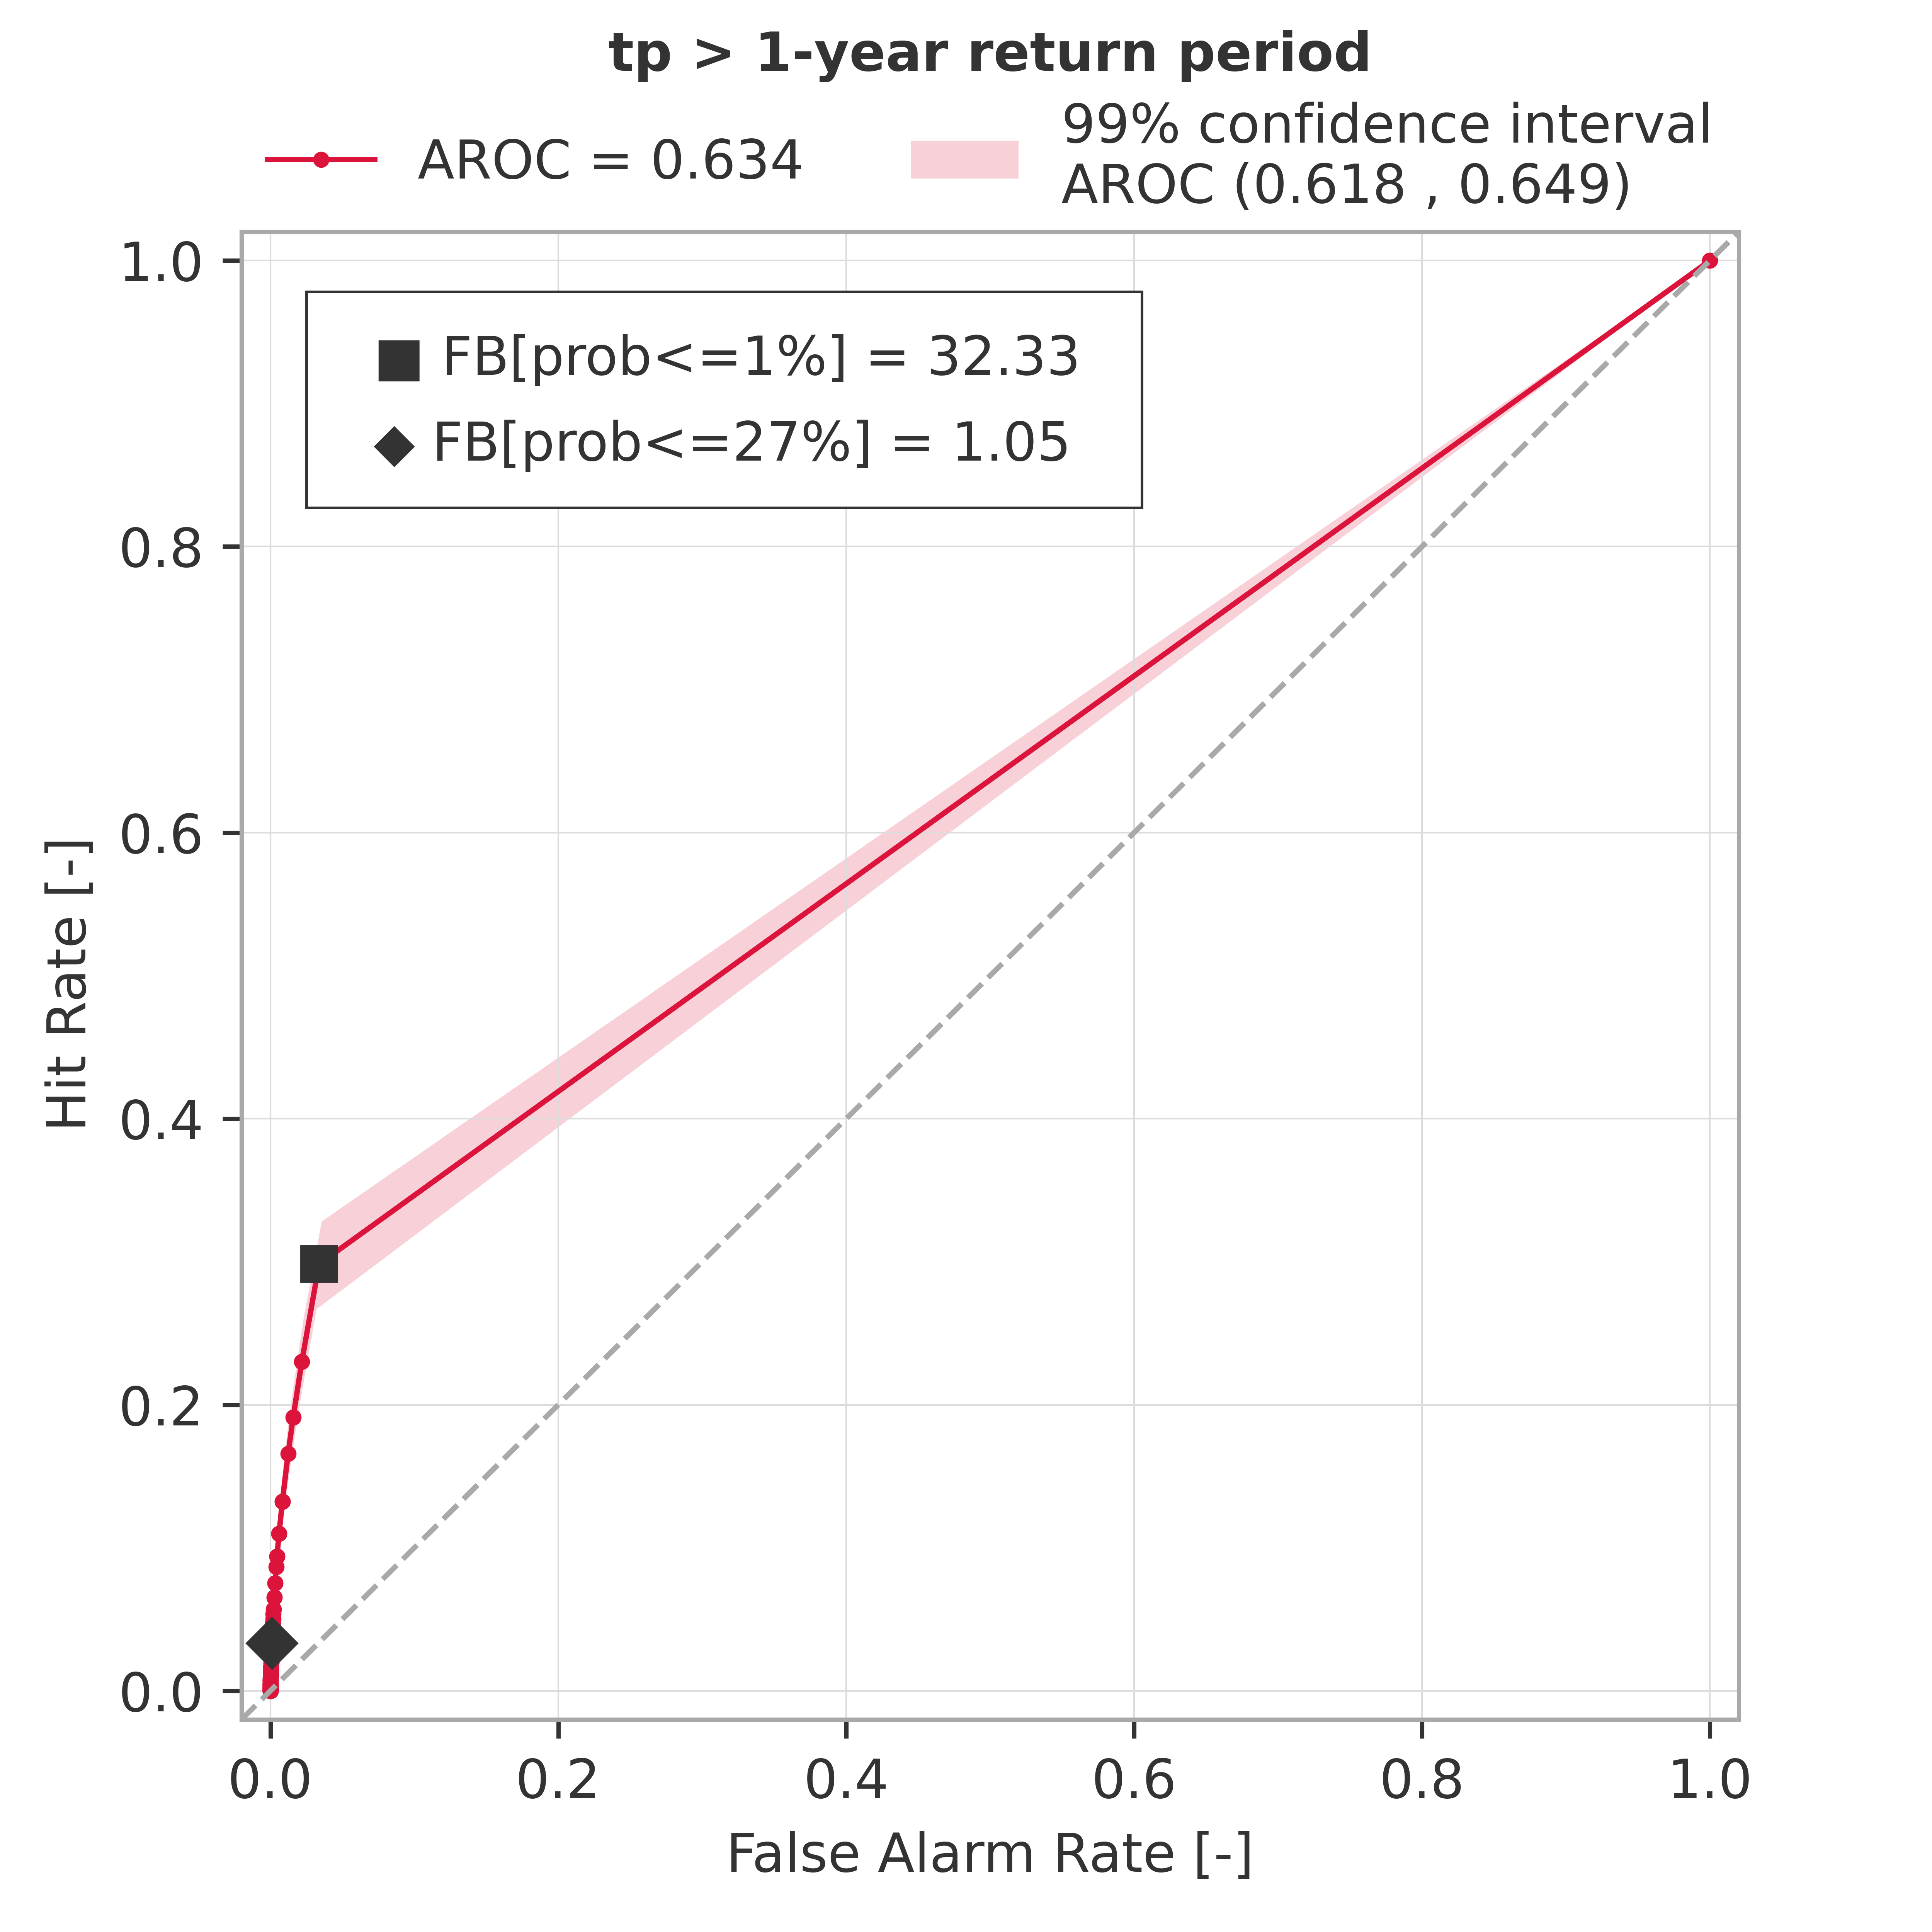 tp > 1-year return period
AROC = 0.634
99% confidence interval
AROC (0.618 , 0.649)
FB[prob<=1%] = 32.33
FB[prob<=27%] = 1.05
Hit Rate [-]
1.0
0.8
0.6
0.4
0.2
0.0
0.0 0.2 0.4 0.6 0.8 1.0
False Alarm Rate [-]